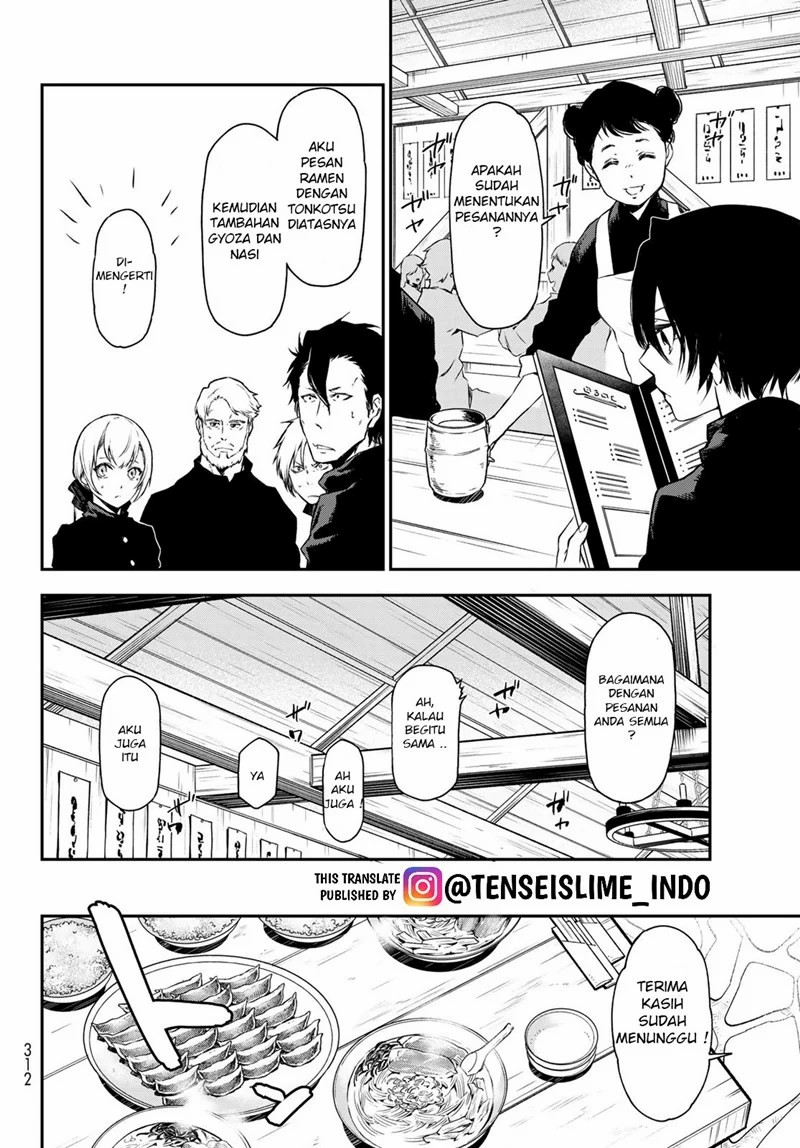 APAKAH
SUDAH
MENENTUKAN
PESANANNYA
?
AKU
PESAN
RAMEN
DENGAN
TONKOTSU
DIATASNYA
KEMUDIAN
TAMBAHAN
GYOZA DAN
NASI
DI-
MENGERTI
!
BAGAIMANA
DENGAN
PESANAN
ANDA SEMUA
?
AH,
KALAU
BEGITU
SAMA ..
AH
AKU
JUGA !
YA
AKU
JUGA
ITU
THIS TRANSLATE
PUBLISHED BY
@TENSEISLIME_INDO
TERIMA
KASIH
SUDAH
MENUNGGU !
312